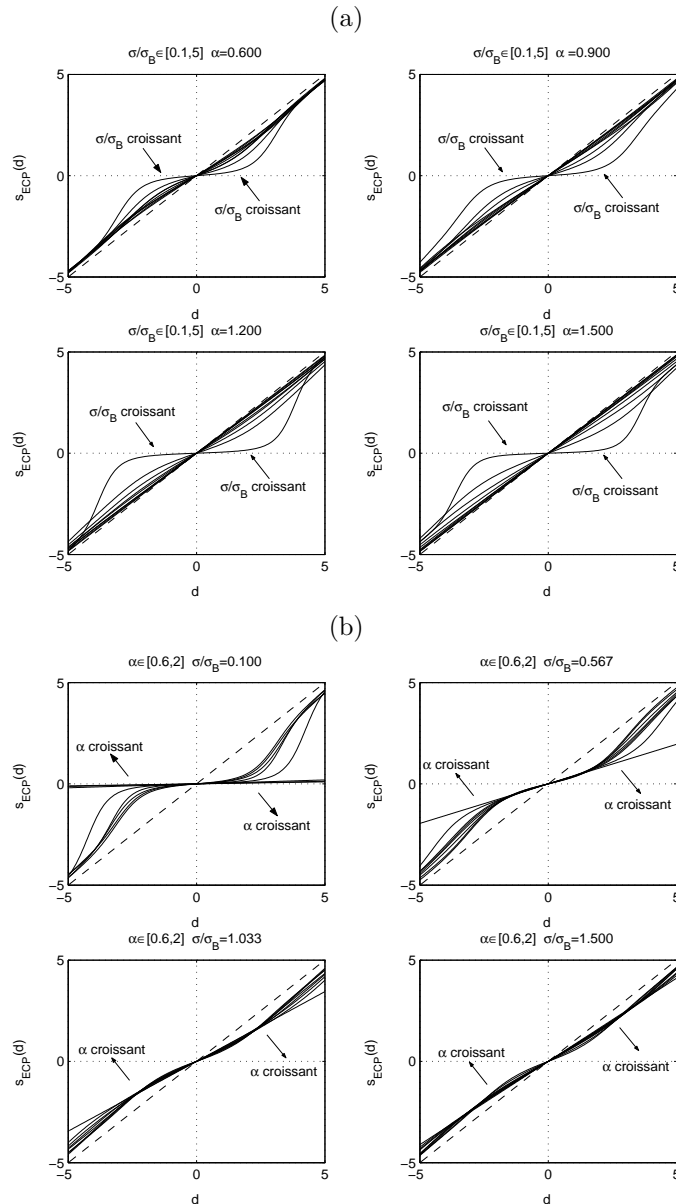 (a)
σ/σ_B∈[0.1,5] α=0.600
5
0
−5
−5 0 5
s_ECP(d)
d
σ/σ_B croissant
σ/σ_B croissant
σ/σ_B∈[0.1,5] α =0.900
5
0
−5
−5 0 5
s_ECP(d)
d
σ/σ_B croissant
σ/σ_B croissant
σ/σ_B∈[0.1,5] α=1.200
5
0
−5
−5 0 5
s_ECP(d)
d
σ/σ_B croissant
σ/σ_B croissant
σ/σ_B∈[0.1,5] α=1.500
5
0
−5
−5 0 5
s_ECP(d)
d
σ/σ_B croissant
σ/σ_B croissant
(b)
α∈[0.6,2] σ/σ_B=0.100
5
0
−5
−5 0 5
s_ECP(d)
d
α croissant
α croissant
α∈[0.6,2] σ/σ_B=0.567
5
0
−5
−5 0 5
s_ECP(d)
d
α croissant
α croissant
α∈[0.6,2] σ/σ_B=1.033
5
0
−5
−5 0 5
s_ECP(d)
d
α croissant
α croissant
α∈[0.6,2] σ/σ_B=1.500
5
0
−5
−5 0 5
s_ECP(d)
d
α croissant
α croissant